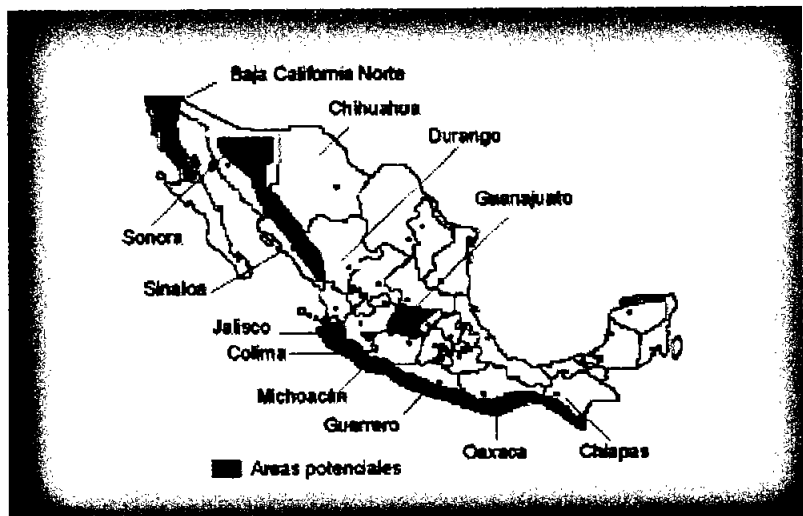 Baja California Norte
Chihuahua
Durango
Guanajuato
Sonora
Sinaloa
Jalisco
Colima
Michoacán
Guerrero
Oaxaca
Chiapas
Areas potenciales